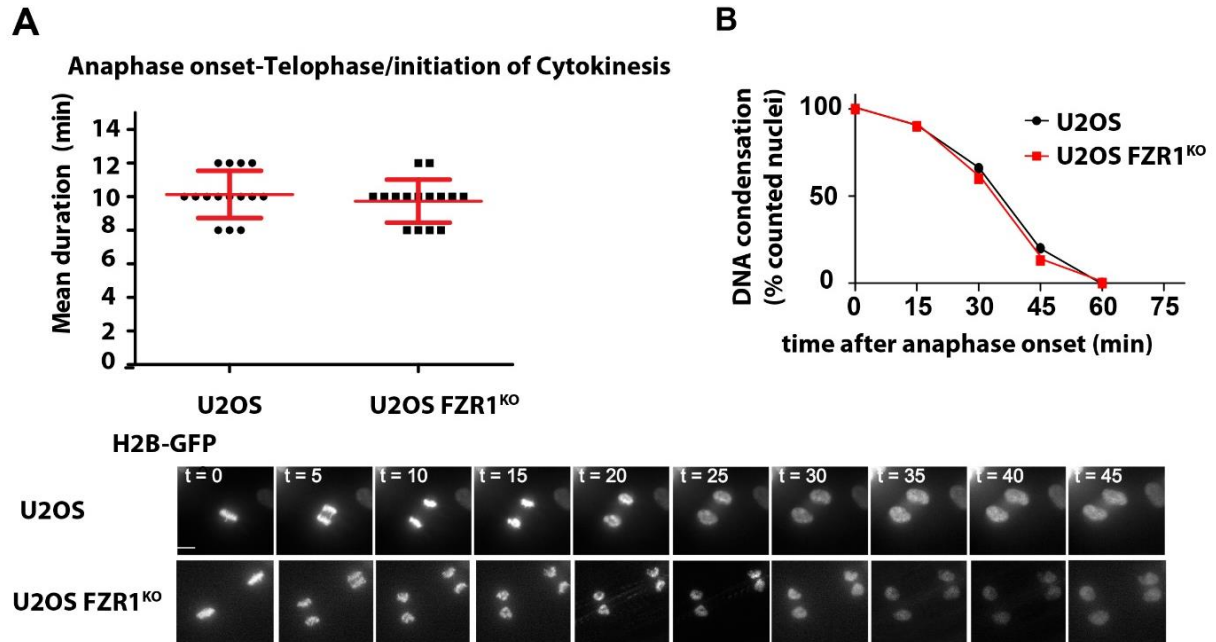 A
Anaphase onset-Telophase/initiation of Cytokinesis
Mean duration (min)
14
12
10
8
6
4
2
0
U2OS
U2OS FZR1KO
B
DNA condensation
(% counted nuclei)
100
50
0
U2OS
U2OS FZR1KO
0 15 30 45 60 75
time after anaphase onset (min)
H2B-GFP
t = 0 t = 5 t = 10 t = 15 t = 20 t = 25 t = 30 t = 35 t = 40 t = 45
U2OS
U2OS FZR1KO